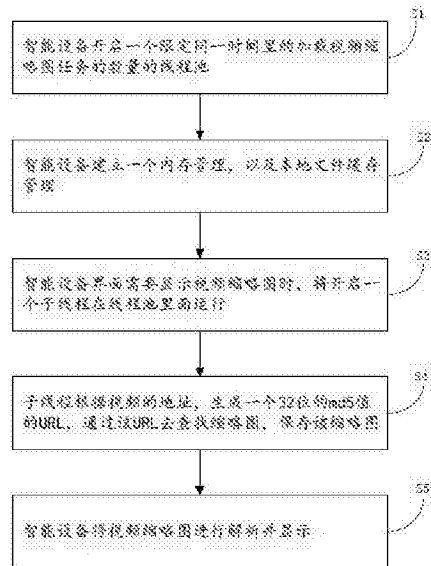 S1
智能设备开启一个限定同一时间里的加载视频缩
略图任务的数量的线程池
S2
智能设备建立一个内存管理，以及本地文件缓存
管理
S3
智能设备界面需要显示视频缩略图时，将开启一
个子线程在线程池里面运行
S4
子线程根据视频的地址，生成一个32位的md5值
的URL，通过该URL去查找缩略图，保存该缩略图
S5
智能设备将视频缩略图进行解析并显示